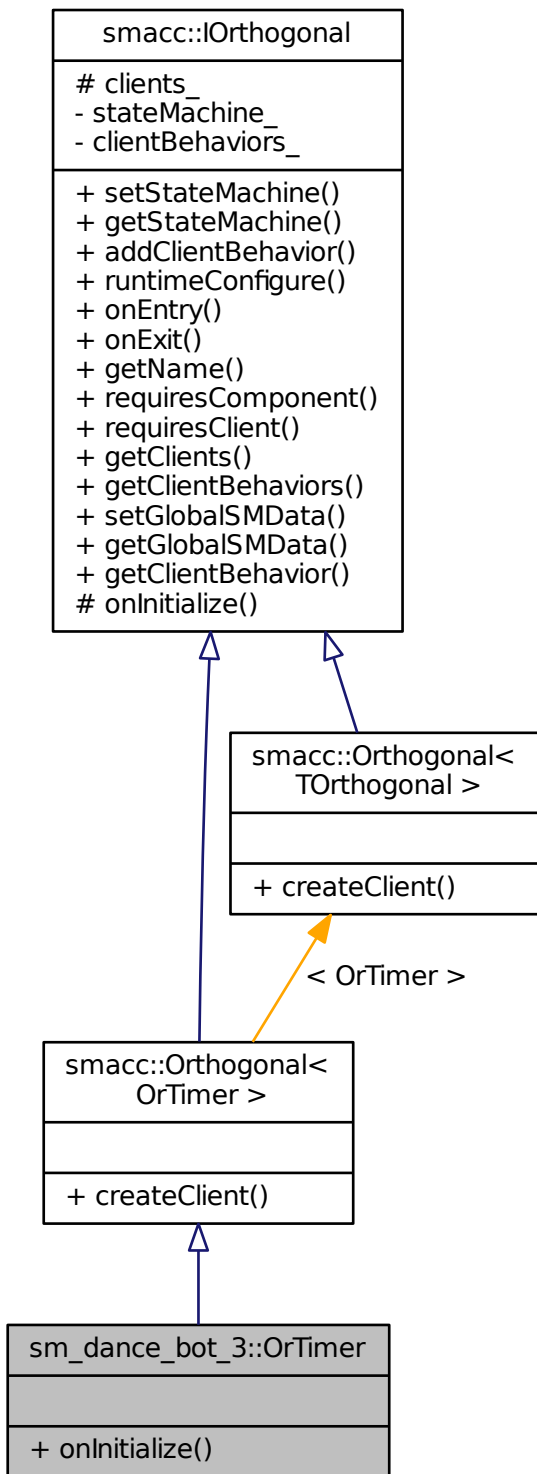 smacc::IOrthogonal
# clients_
- stateMachine_
- clientBehaviors_
+ setStateMachine()
+ getStateMachine()
+ addClientBehavior()
+ runtimeConfigure()
+ onEntry()
+ onExit()
+ getName()
+ requiresComponent()
+ requiresClient()
+ getClients()
+ getClientBehaviors()
+ setGlobalSMData()
+ getGlobalSMData()
+ getClientBehavior()
# onInitialize()
smacc::Orthogonal<
TOrthogonal >
+ createClient()
< OrTimer >
smacc::Orthogonal<
OrTimer >
+ createClient()
sm_dance_bot_3::OrTimer
+ onInitialize()